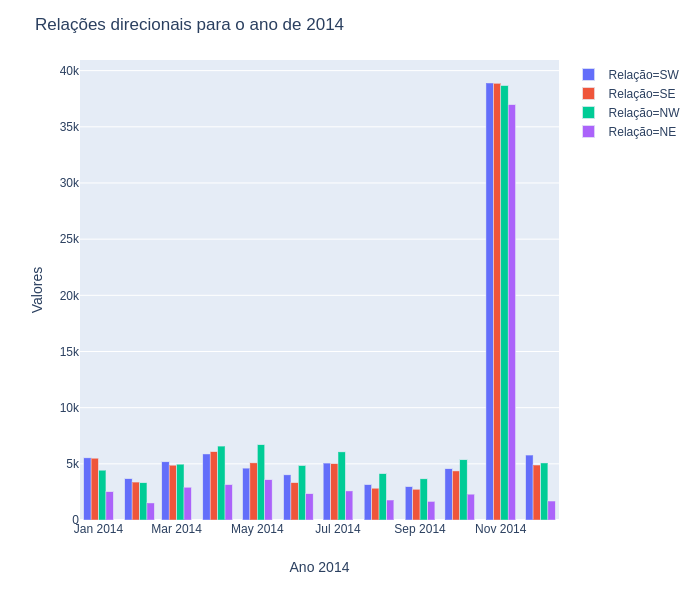 Relações direcionais para o ano de 2014
40k
35k
30k
25k
20k
15k
10k
5k
0
Valores
Jan 2014
Mar 2014
May 2014
Jul 2014
Sep 2014
Nov 2014
Ano 2014
Relação=SW
Relação=SE
Relação=NW
Relação=NE